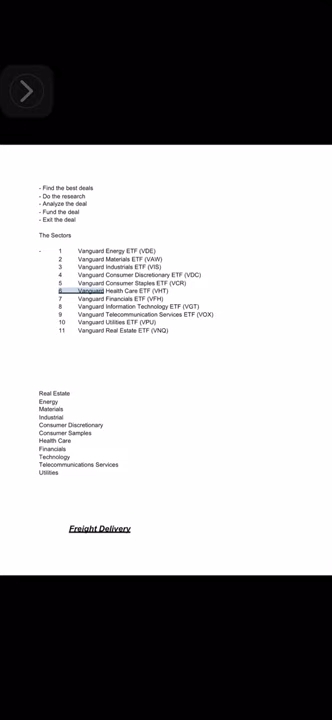 - Find the best deals
- Do the research
- Analyze the deal
- Fund the deal
- Exit the deal
The Sectors
- 1 Vanguard Energy ETF (VDE)
2 Vanguard Materials ETF (VAW)
3 Vanguard Industrials ETF (VIS)
4 Vanguard Consumer Discretionary ETF (VDC)
5 Vanguard Consumer Staples ETF (VCR)
6 Vanguard Health Care ETF (VHT)
7 Vanguard Financials ETF (VFH)
8 Vanguard Information Technology ETF (VGT)
9 Vanguard Telecommunication Services ETF (VOX)
10 Vanguard Utilities ETF (VPU)
11 Vanguard Real Estate ETF (VNQ)
Real Estate
Energy
Materials
Industrial
Consumer Discretionary
Consumer Samples
Health Care
Financials
Technology
Telecommunications Services
Utilities
Freight Delivery